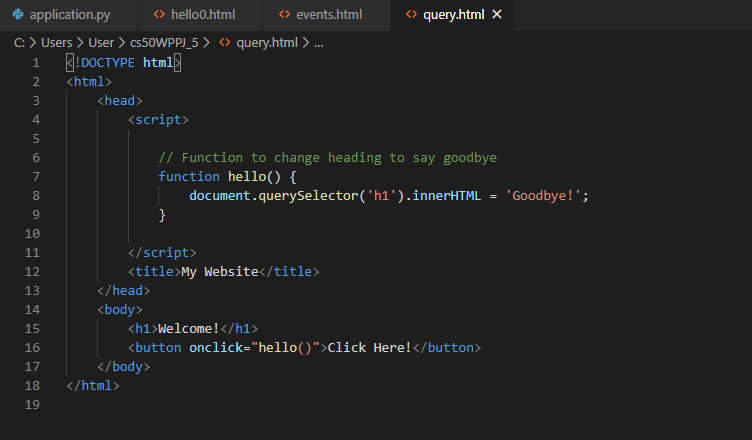 application.py hello0.html events.html query.html
C: > Users > User > cs50WPPJ_5 > query.html > ...
1 <!DOCTYPE html>
2 <html>
3 <head>
4 <script>
5
6 // Function to change heading to say goodbye
7 function hello() {
8 document.querySelector('h1').innerHTML = 'Goodbye!';
9 }
10
11 </script>
12 <title>My Website</title>
13 </head>
14 <body>
15 <h1>Welcome!</h1>
16 <button onclick="hello()">Click Here!</button>
17 </body>
18 </html>
19